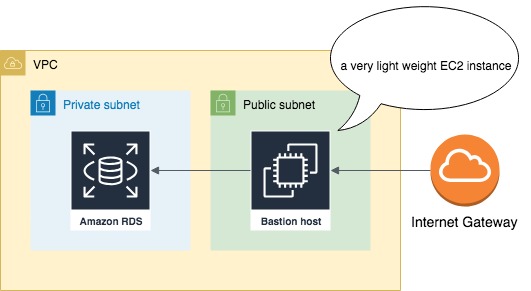 VPC
a very light weight EC2 instance
Private subnet
Public subnet
Amazon RDS
Bastion host
Internet Gateway